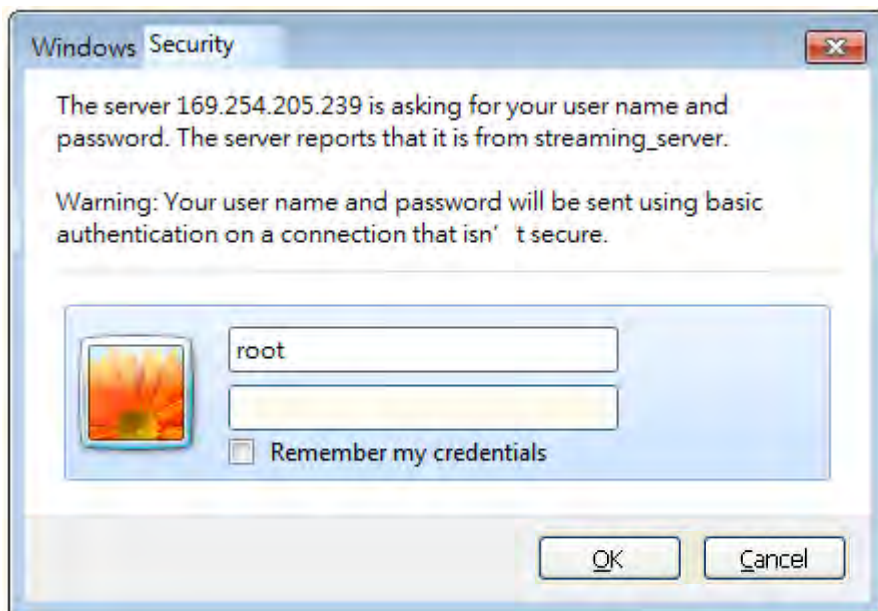 Windows Security
The server 169.254.205.239 is asking for your user name and
password. The server reports that it is from streaming_server.
Warning: Your user name and password will be sent using basic
authentication on a connection that isn’ t secure.
root
Remember my credentials
OK
Cancel